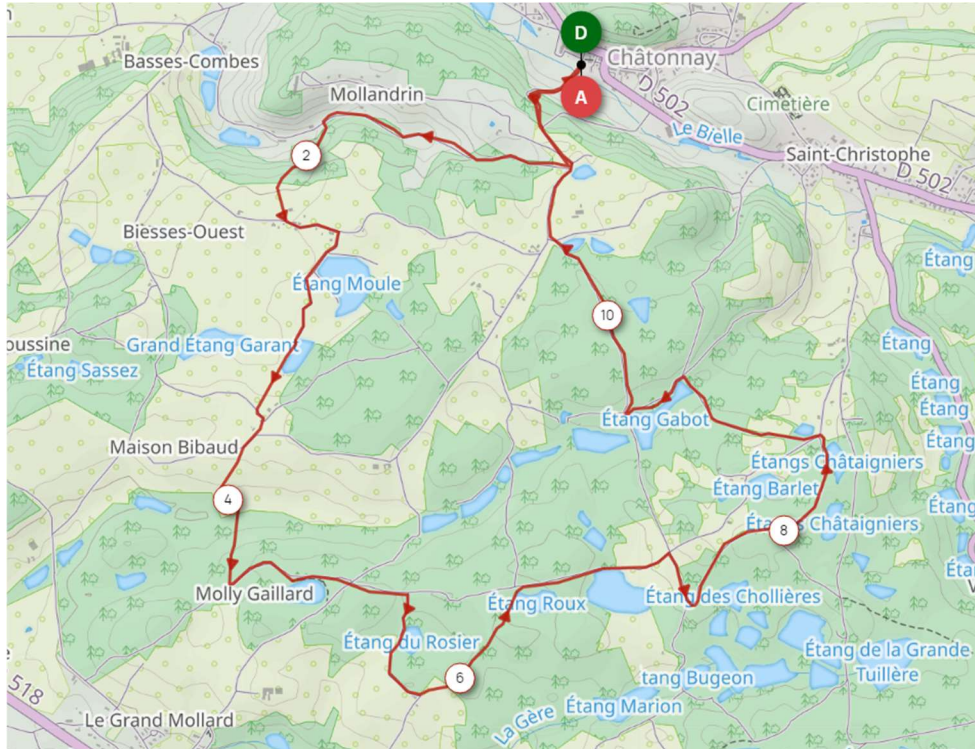 D
Châtonnay
A
Basses-Combes
Mollandrin
D 502
Cimetière
Le Bielle
Saint-Christophe
D 502
2
Biesses-Ouest
Étang
Étang Moule
10
oussine
Grand Étang Garant
Étang
Étang Sassez
Étang
Étang
Étang Gabot
Étang
Maison Bibaud
Étangs Châtaigniers
Étang Barlet
4
Étang
8
Châtaigniers
Molly Gaillard
Étang Roux
Étang des Chollières
Étang du Rosier
Étang de la Grande
Tuillère
6
tang Bugeon
518
Étang Marion
La Gère
Le Grand Mollard